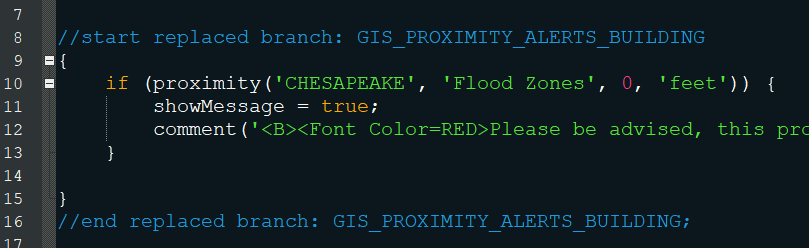 7
8 //start replaced branch: GIS_PROXIMITY_ALERTS_BUILDING
9 {
10 if (proximity('CHESAPEAKE', 'Flood Zones', 0, 'feet')) {
11 showMessage = true;
12 comment('<B><Font Color=RED>Please be advised, this pro
13 }
14
15 }
16 //end replaced branch: GIS_PROXIMITY_ALERTS_BUILDING;
17